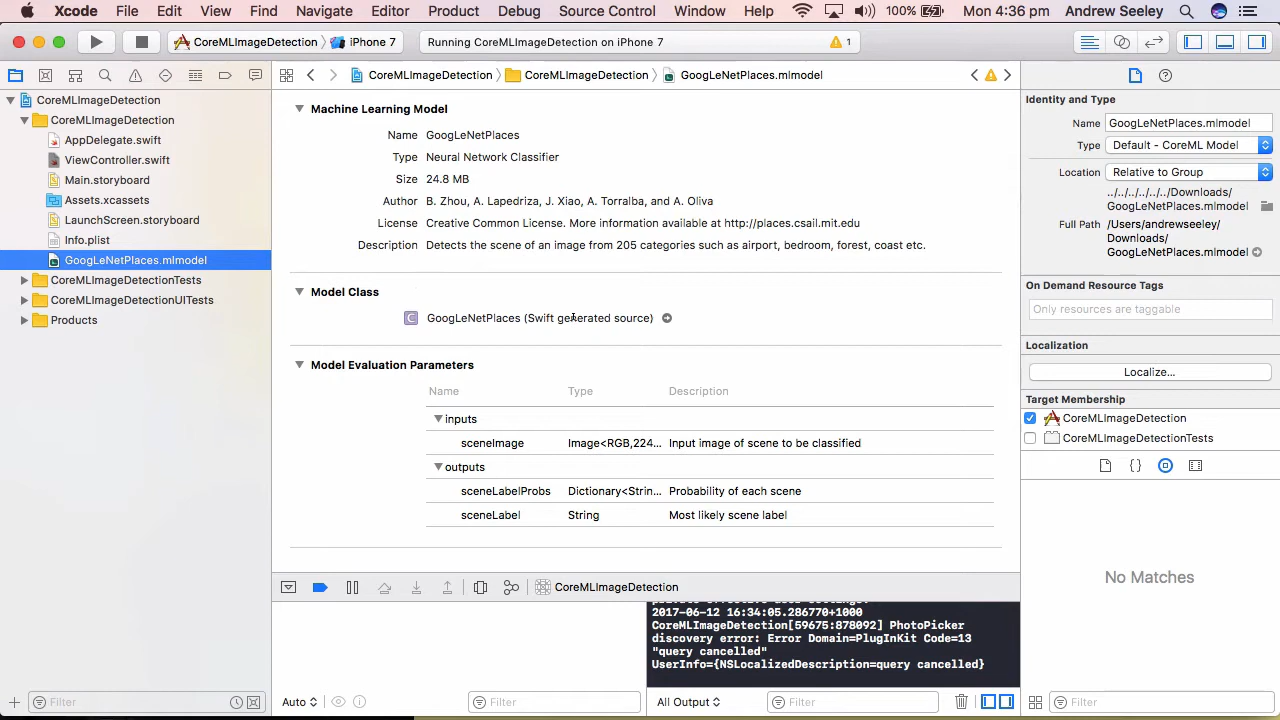 Xcode File Edit View Find Navigate Editor Product Debug Source Control Window Help 100% Mon 4:36 pm Andrew Seeley
CoreMLImageDetection iPhone 7 Running CoreMLImageDetection on iPhone 7 1
CoreMLImageDetection CoreMLImageDetection GoogLeNetPlaces.mlmodel
CoreMLImageDetection
CoreMLImageDetection
AppDelegate.swift
ViewController.swift
Main.storyboard
Assets.xcassets
LaunchScreen.storyboard
Info.plist
GoogLeNetPlaces.mlmodel
CoreMLImageDetectionTests
CoreMLImageDetectionUITests
Products
Machine Learning Model
Name GoogLeNetPlaces
Type Neural Network Classifier
Size 24.8 MB
Author B. Zhou, A. Lapedriza, J. Xiao, A. Torralba, and A. Oliva
License Creative Common License. More information available at http://places.csail.mit.edu
Description Detects the scene of an image from 205 categories such as airport, bedroom, forest, coast etc.
Model Class
C GoogLeNetPlaces (Swift generated source)
Model Evaluation Parameters
Name Type Description
inputs
sceneImage Image<RGB,224... Input image of scene to be classified
outputs
sceneLabelProbs Dictionary<Strin... Probability of each scene
sceneLabel String Most likely scene label
CoreMLImageDetection
2017-06-12 16:34:05.286770+1000
CoreMLImageDetection[59675:878092] PhotoPicker
discovery error: Error Domain=PlugInKit Code=13
"query cancelled"
UserInfo={NSLocalizedDescription=query cancelled}
Identity and Type
Name GoogLeNetPlaces.mlmodel
Type Default - CoreML Model
Location Relative to Group
../../../../../../Downloads/
GoogLeNetPlaces.mlmodel
Full Path /Users/andrewseeley/
Downloads/
GoogLeNetPlaces.mlmodel
On Demand Resource Tags
Only resources are taggable
Localization
Localize...
Target Membership
CoreMLImageDetection
CoreMLImageDetectionTests
No Matches
Filter Auto Filter All Output Filter Filter